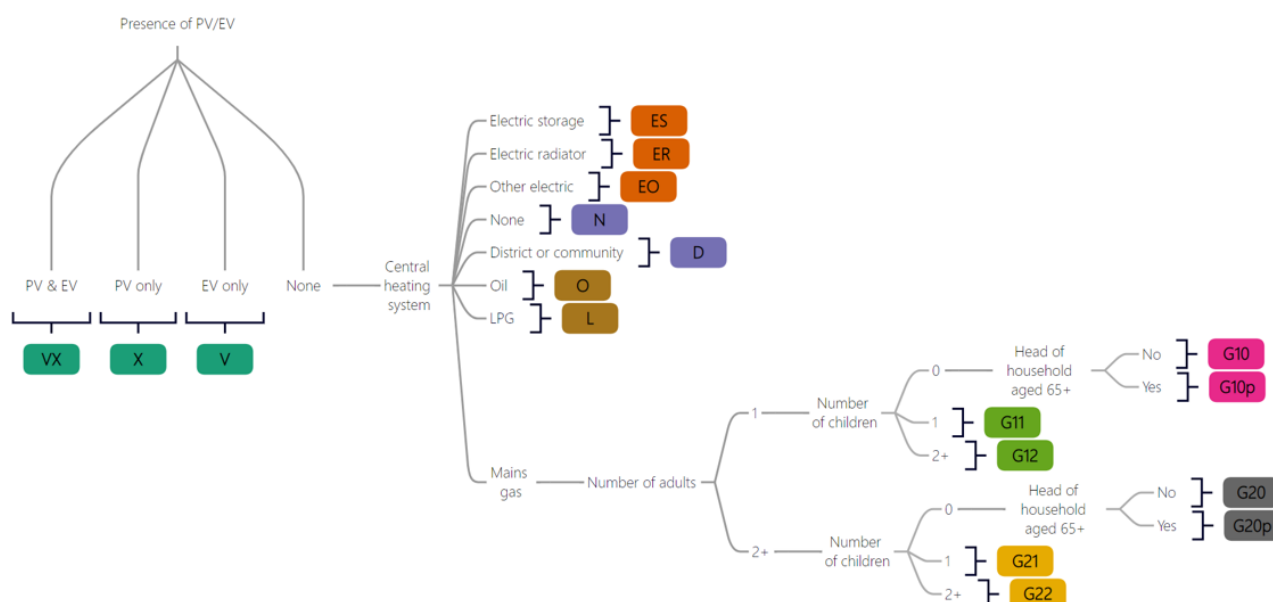 Presence of PV/EV
Electric storage
ES
Electric radiator
ER
Other electric
EO
None
N
District or community
D
PV & EV
PV only
EV only
None
Central
heating
system
Oil
O
LPG
L
VX
X
V
Mains
gas
Number of adults
1
Number
of children
0
Head of
household
aged 65+
No
G10
Yes
G10p
1
G11
2+
G12
2+
Number
of children
0
Head of
household
aged 65+
No
G20
Yes
G20p
1
G21
2+
G22